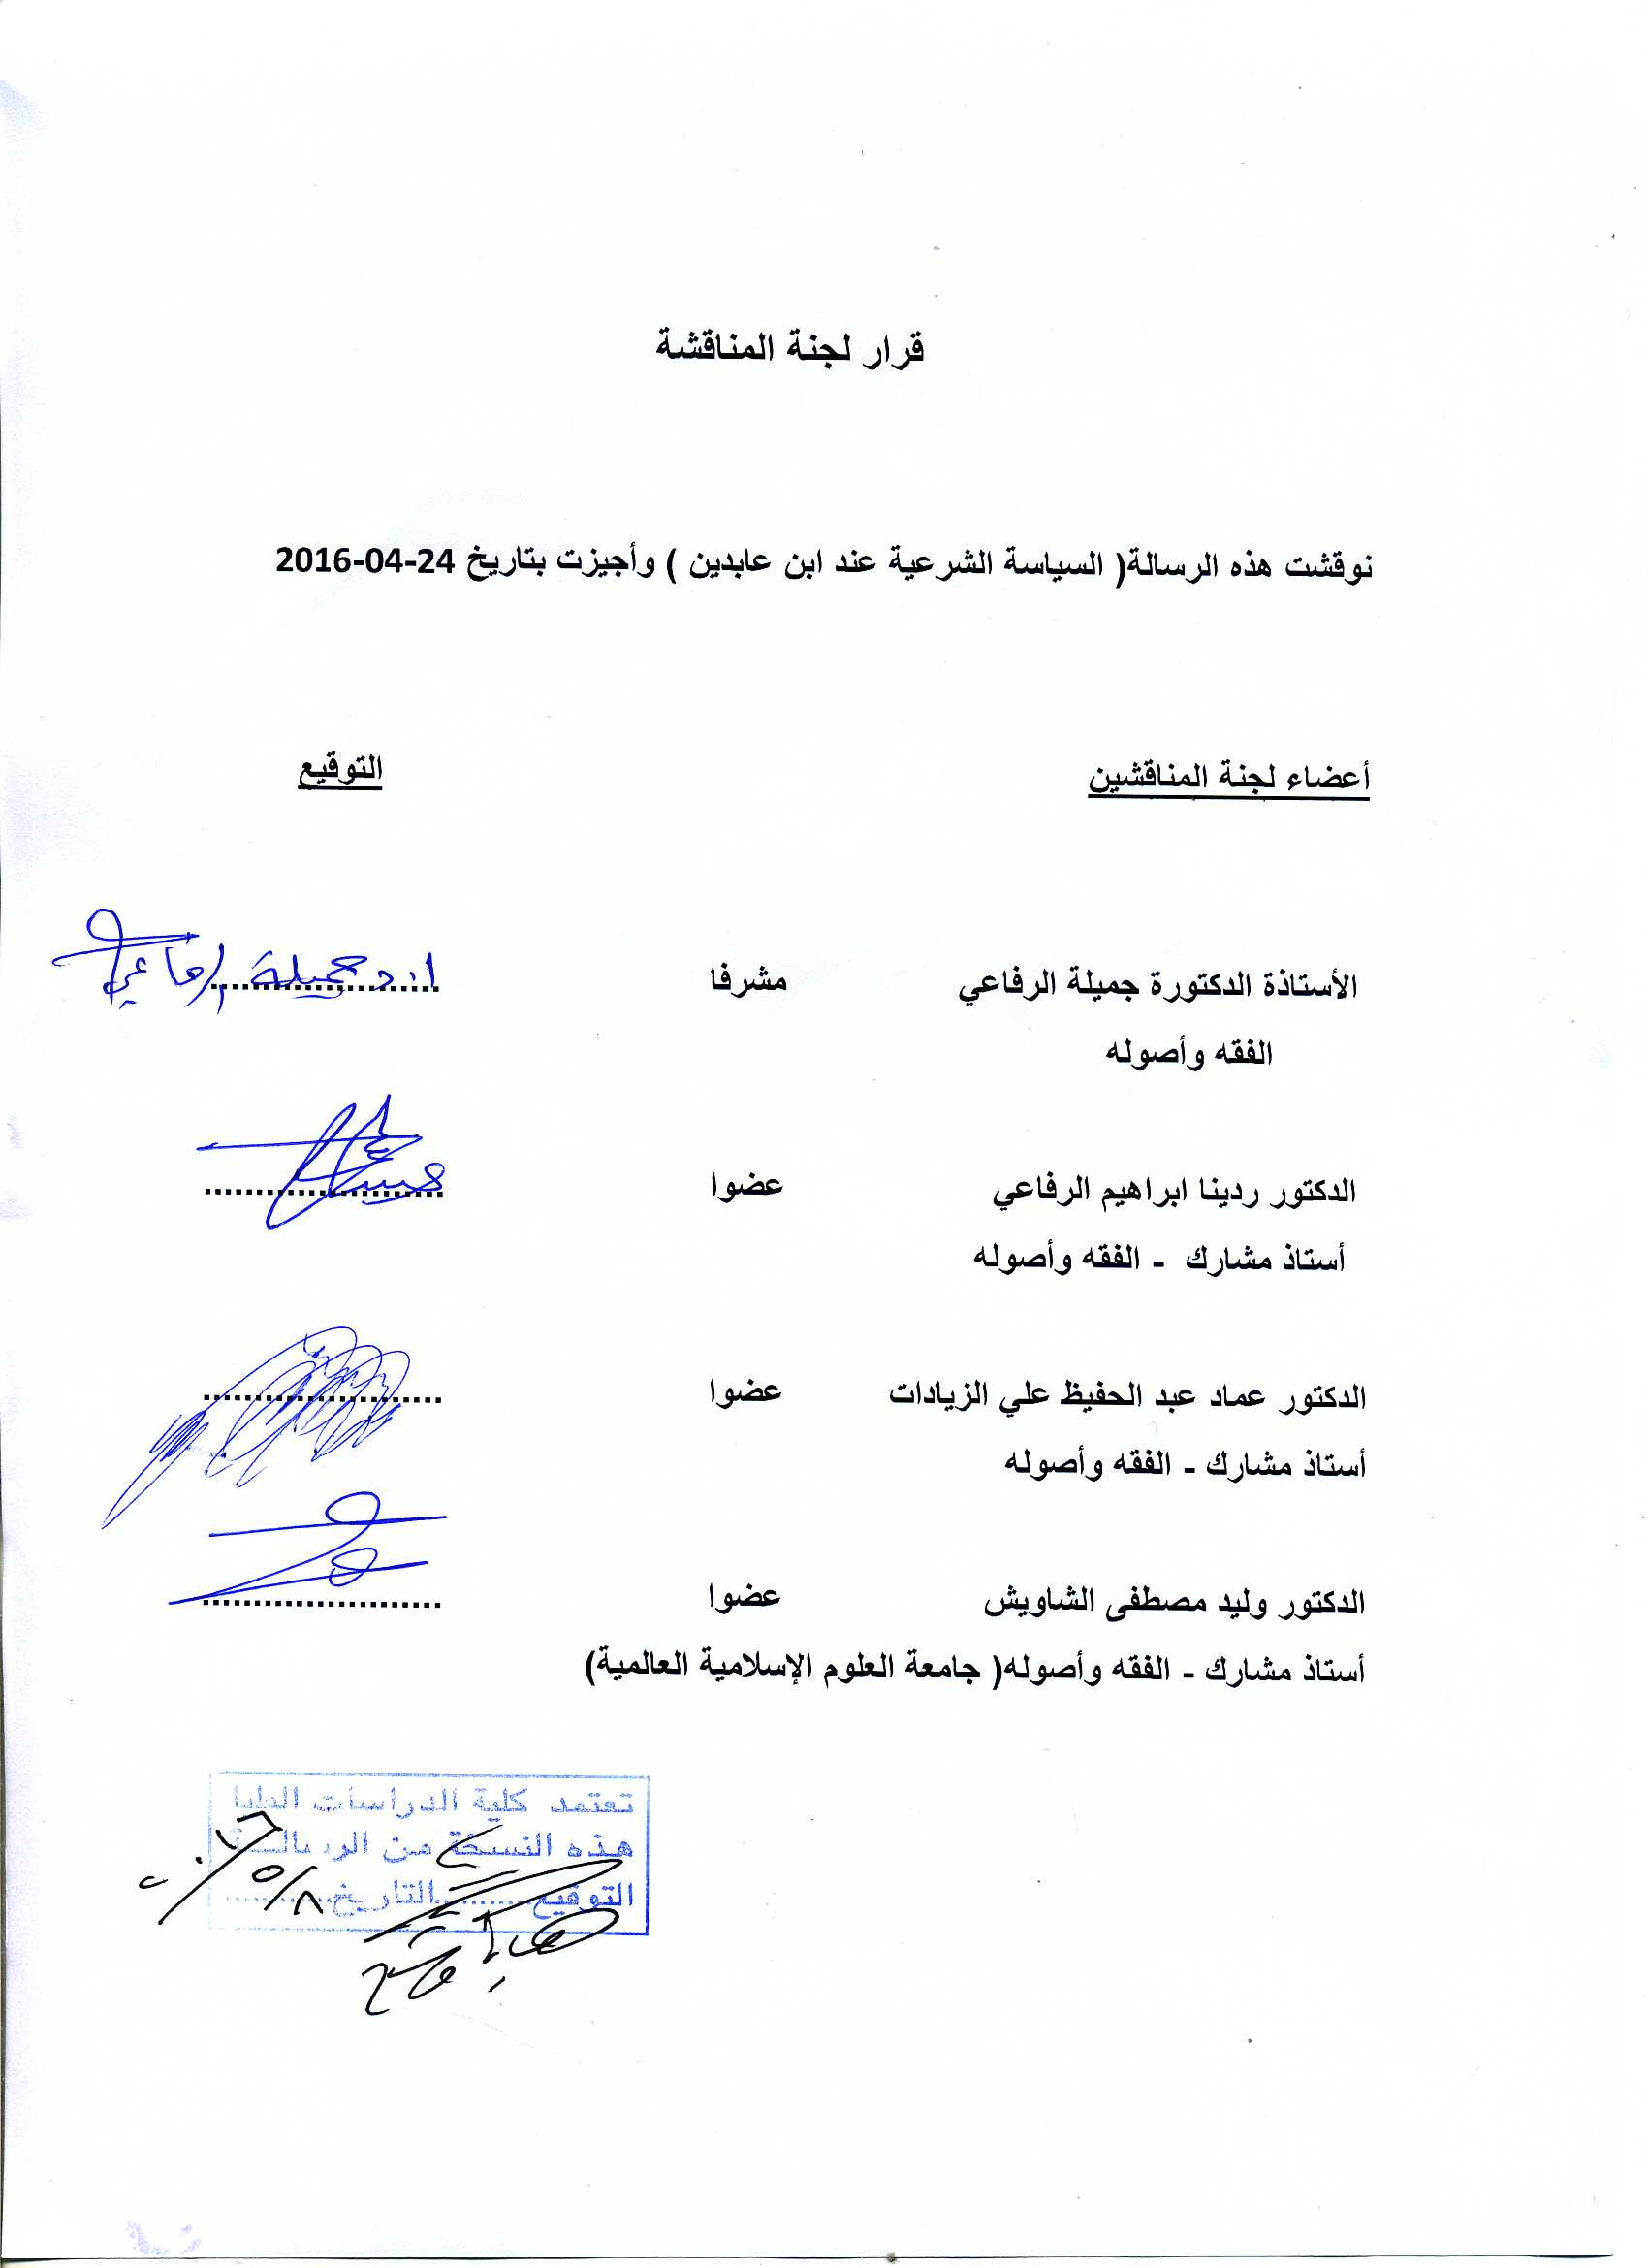 قرار لجنة المناقشة
نوقشت هذه الرسالة( السياسة الشرعية عند ابن عابدين ) وأجيزت بتاريخ 24-04-2016
أعضاء لجنة المناقشين التوقيع
الأستاذة الدكتورة جميلة الرفاعي مشرفا ا.د جميلة الرفاعي
الفقه وأصوله
الدكتور ردينا ابراهيم الرفاعي عضوا
أستاذ مشارك - الفقه وأصوله
الدكتور عماد عبد الحفيظ علي الزيادات عضوا
أستاذ مشارك - الفقه وأصوله
الدكتور وليد مصطفى الشاويش عضوا
أستاذ مشارك - الفقه وأصوله( جامعة العلوم الإسلامية العالمية)
تعتمد كلية الدراسات العليا
هذه النسخة من الرسالة
التوقيع..........التاريخ..........